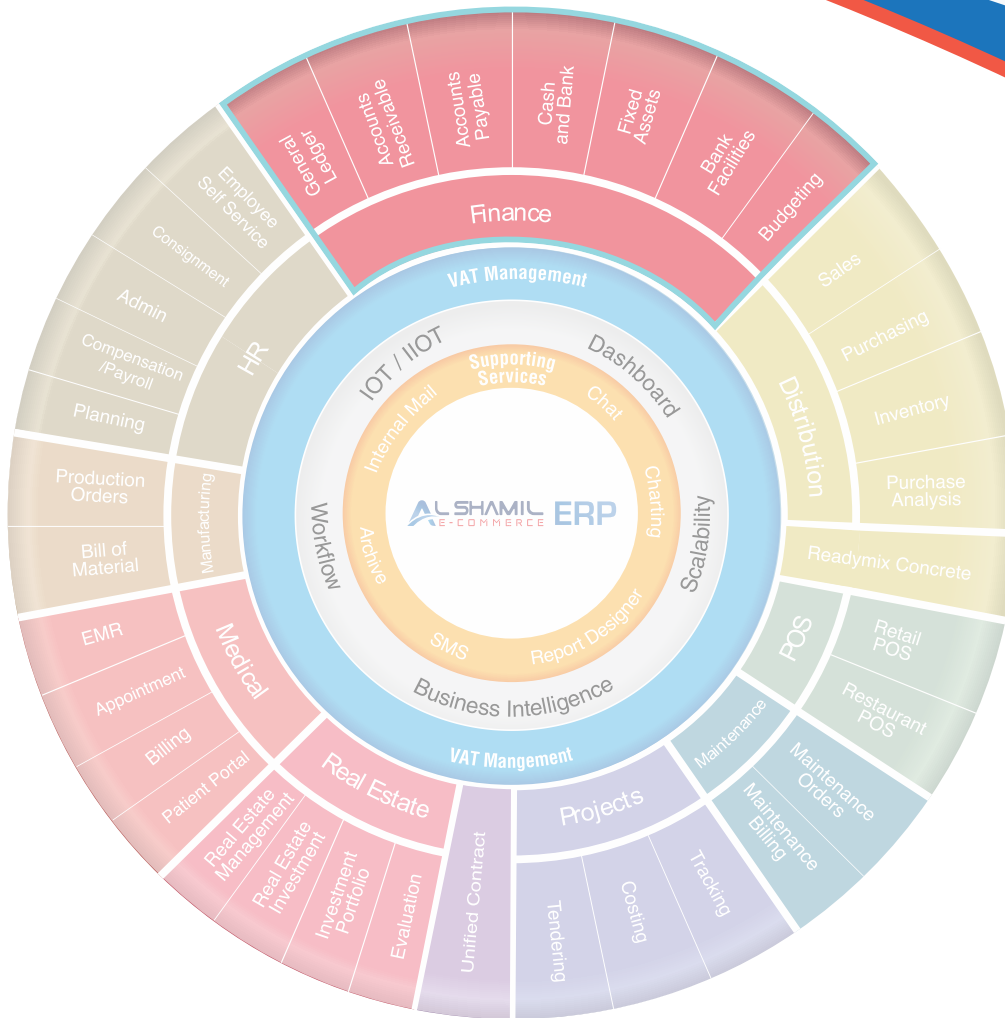 General
Ledger
Accounts
Receivable
Accounts
Payable
Cash
and Bank
Fixed
Assets
Bank
Facilities
Budgeting
Finance
Sales
Purchasing
Inventory
Purchase
Analysis
Distribution
Readymix Concrete
POS
Retail
POS
Restaurant
POS
Maintenance
Maintenance
Orders
Maintenance
Billing
Projects
Tracking
Costing
Tendering
Unified Contract
Real Estate
Evaluation
Investment
Portfolio
Real Estate
Investment
Real Estate
Management
Medical
Patient Portal
Billing
Appointment
EMR
Manufacturing
Bill of
Material
Production
Orders
HR
Planning
Compensation
/Payroll
Admin
Consignment
Employee
Self Service
VAT Management
VAT Mangement
IOT / IIOT
Dashboard
Scalability
Business Intelligence
Workflow
Supporting
Services
Chat
Charting
Report Designer
SMS
Archive
Internal Mail
AL SHAMIL
E-COMMERCE
ERP